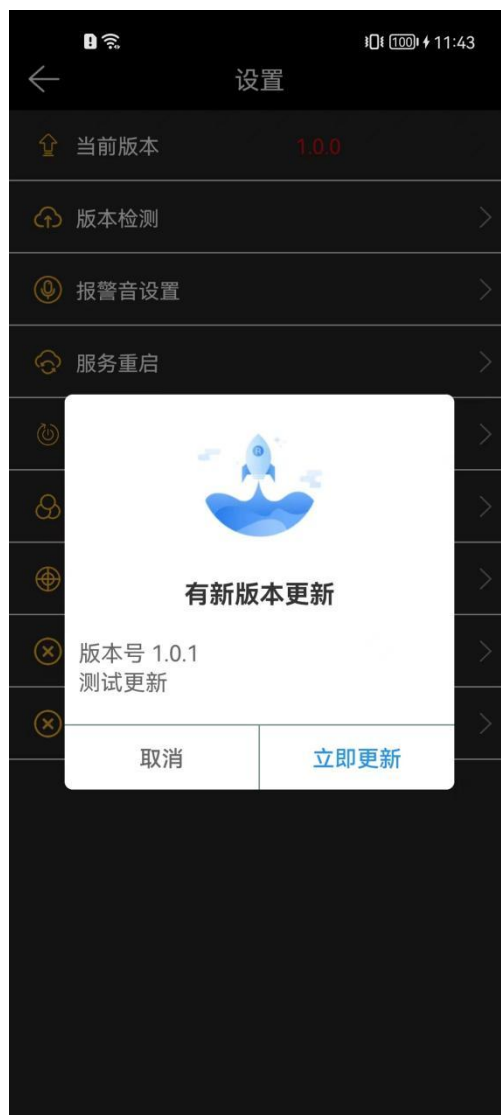 100 11:43
设置
当前版本 1.0.0
版本检测
报警音设置
服务重启
有新版本更新
版本号 1.0.1
测试更新
取消 立即更新